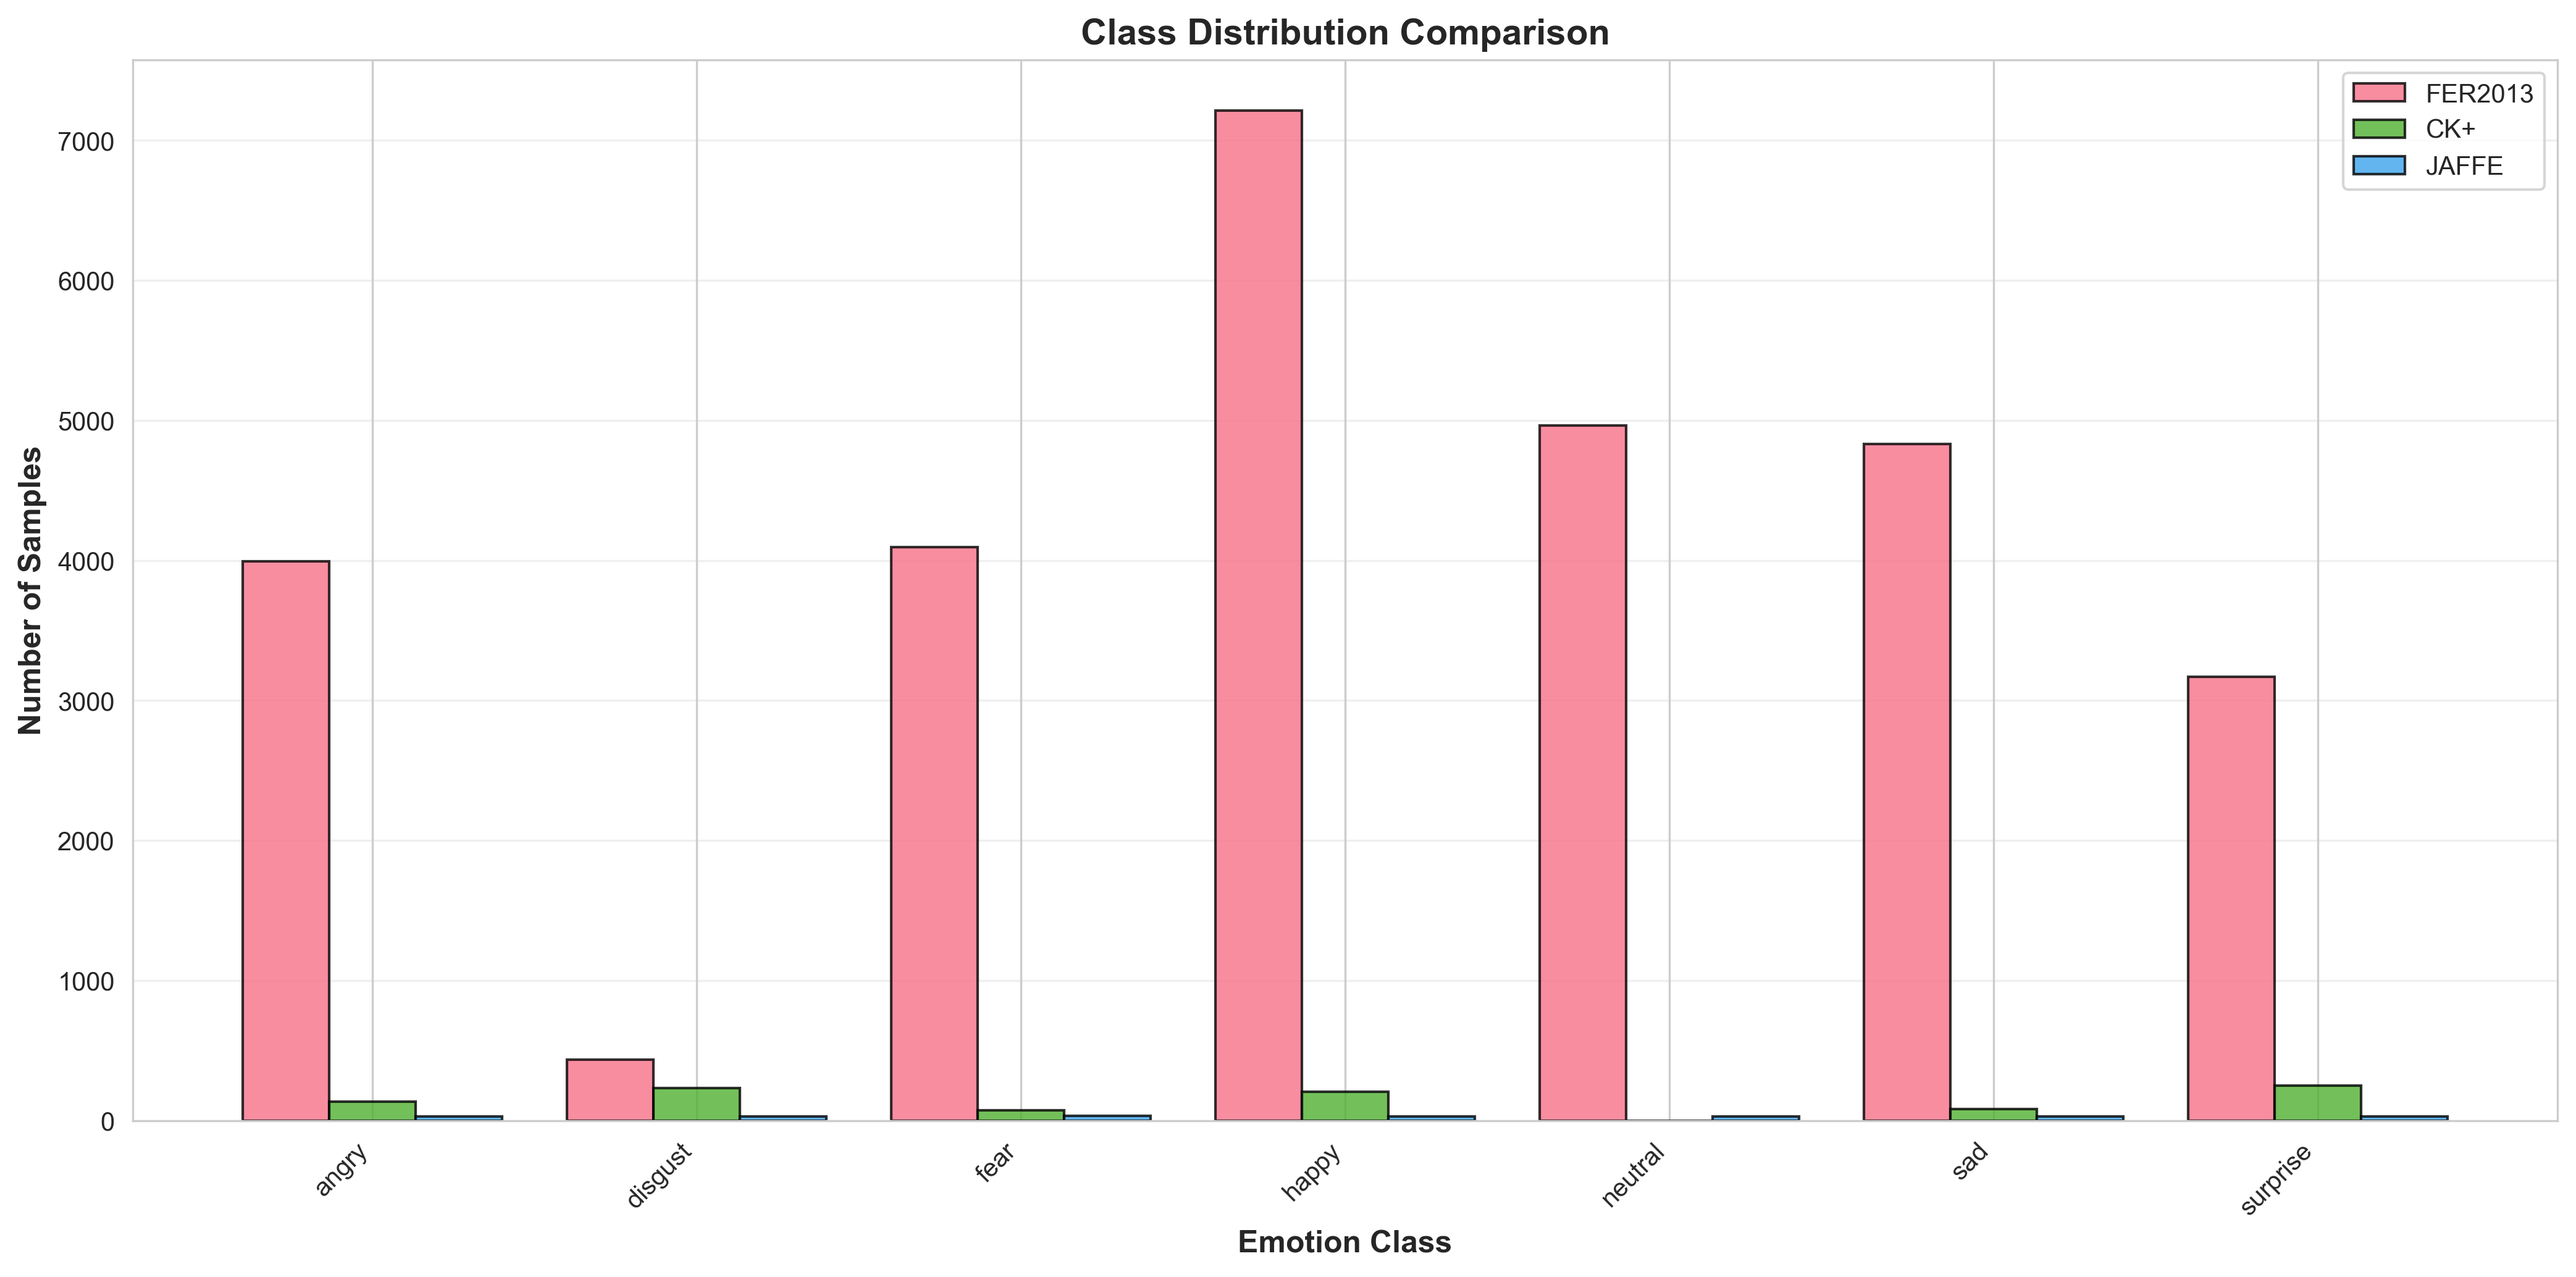 Class Distribution Comparison
FER2013
CK+
JAFFE
Number of Samples
7000
6000
5000
4000
3000
2000
1000
0
angry
disgust
fear
happy
neutral
sad
surprise
Emotion Class